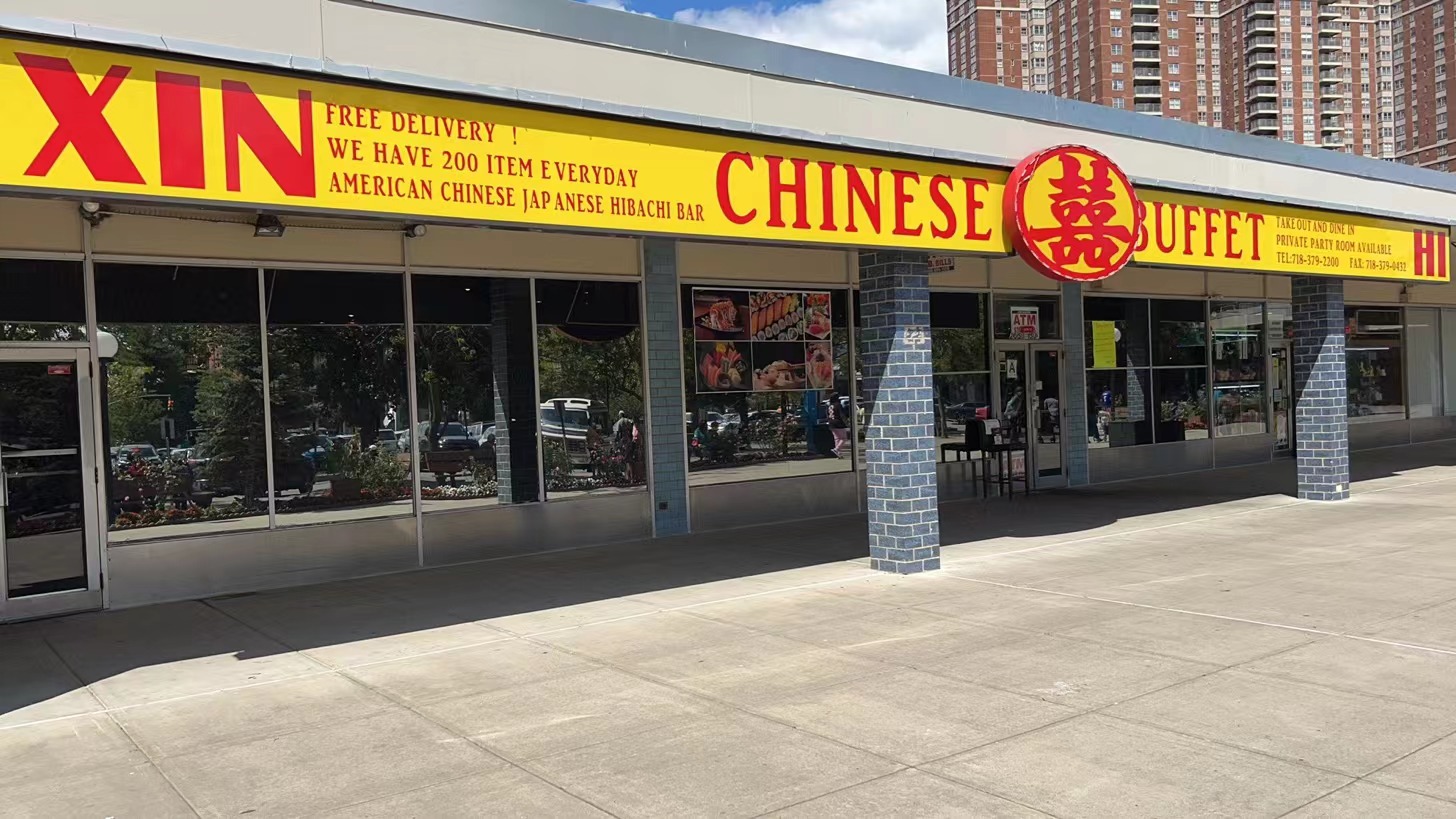 XIN
FREE DELIVERY !
WE HAVE 200 ITEM EVERYDAY
AMERICAN CHINESE JAPANESE HIBACHI BAR
CHINESE
囍
BUFFET
TAKE OUT AND DINE IN
PRIVATE PARTY ROOM AVAILABLE
TEL:718-379-2200 FAX: 718-379-0432
HI
ATM
A